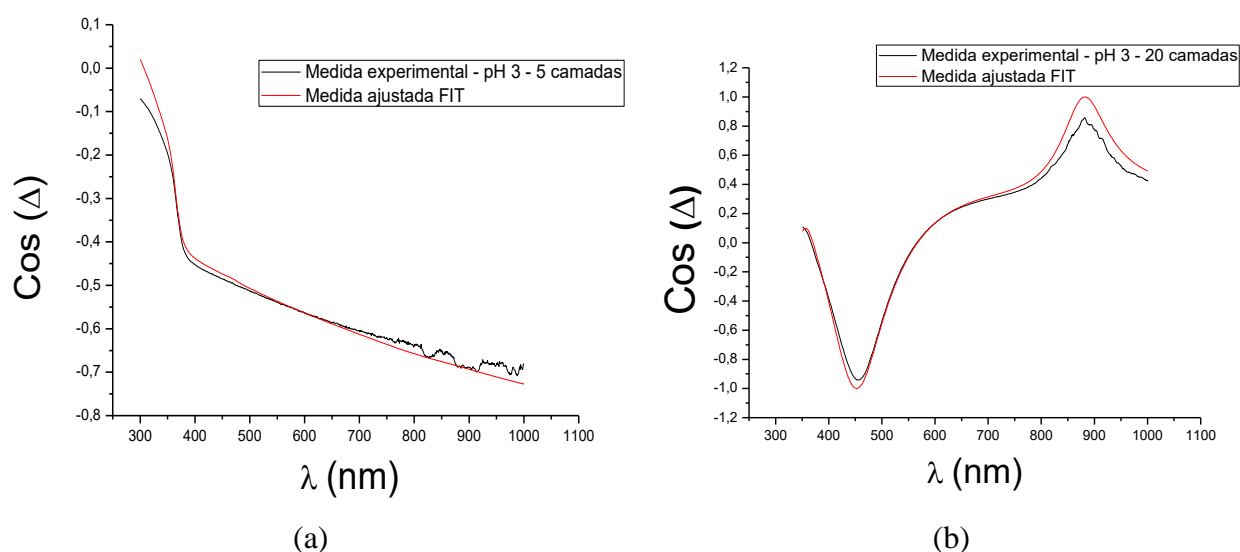 0,1
0,0
-0,1
-0,2
-0,3
-0,4
-0,5
-0,6
-0,7
-0,8
Cos (Δ)
Medida experimental - pH 3 - 5 camadas
Medida ajustada FIT
300 400 500 600 700 800 900 1000 1100
λ (nm)
(a)
Medida experimental - pH 3 - 20 camadas
Medida ajustada FIT
1,2
1,0
0,8
0,6
0,4
0,2
0,0
-0,2
-0,4
-0,6
-0,8
-1,0
-1,2
Cos (Δ)
300 400 500 600 700 800 900 1000 1100
λ (nm)
(b)